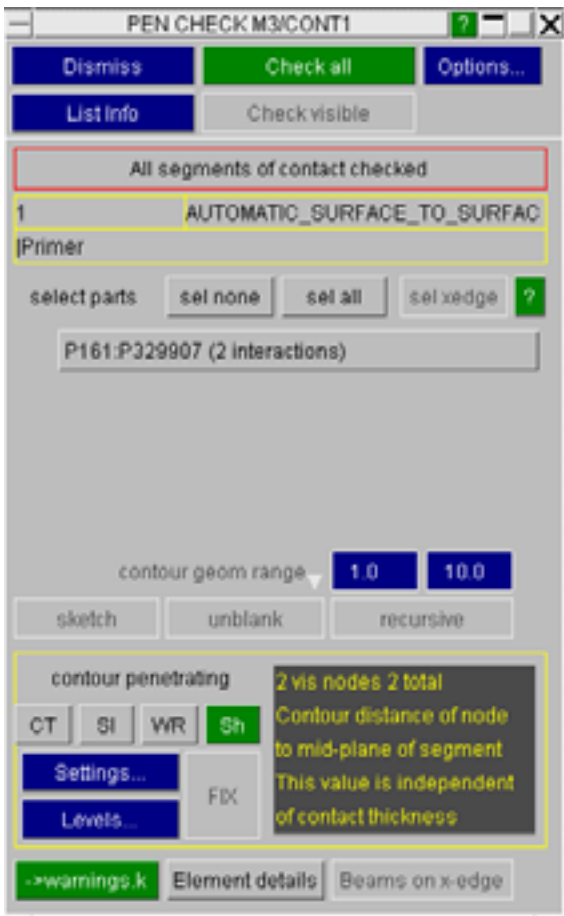 PEN CHECK M3/CONT1 ?
Dismiss Check all Options...
List Info Check visible
All segments of contact checked
1 AUTOMATIC_SURFACE_TO_SURFAC
Primer
select parts sel none sel all sel xedge ?
P161:P329907 (2 interactions)
contour geom range 1.0 10.0
sketch unblank recursive
contour penetrating
CT SI WR Sh
Settings...
Levels...
FIX
2 vis nodes 2 total
Contour distance of node
to mid-plane of segment
This value is independent
of contact thickness
->warnings.k Element details Beams on x-edge